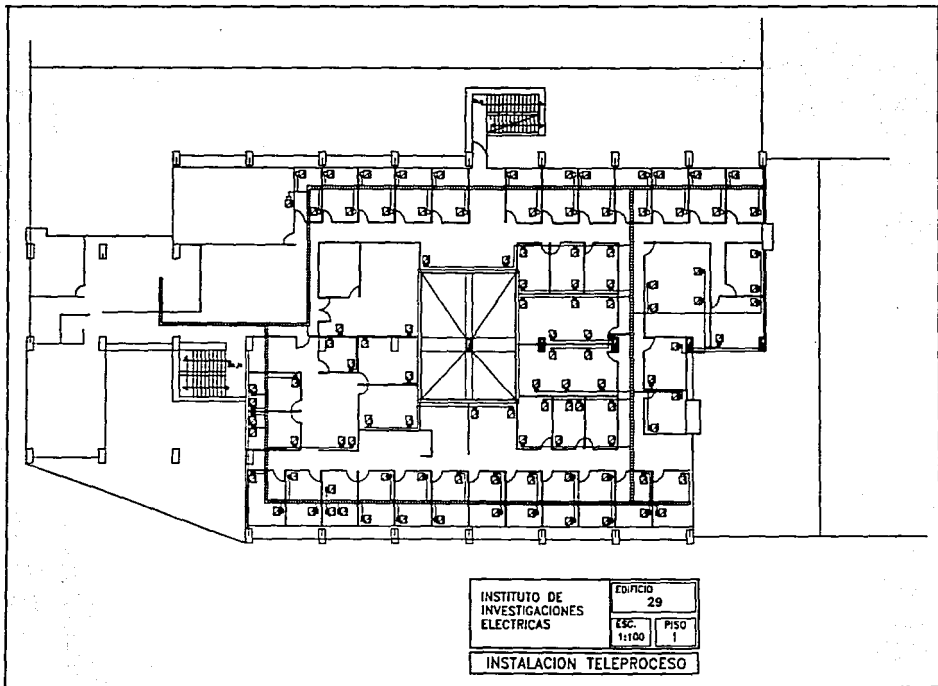 INSTITUTO DE
INVESTIGACIONES
ELECTRICAS
EDIFICIO
29
ESC.
1:100
PISO
1
INSTALACION TELEPROCESO